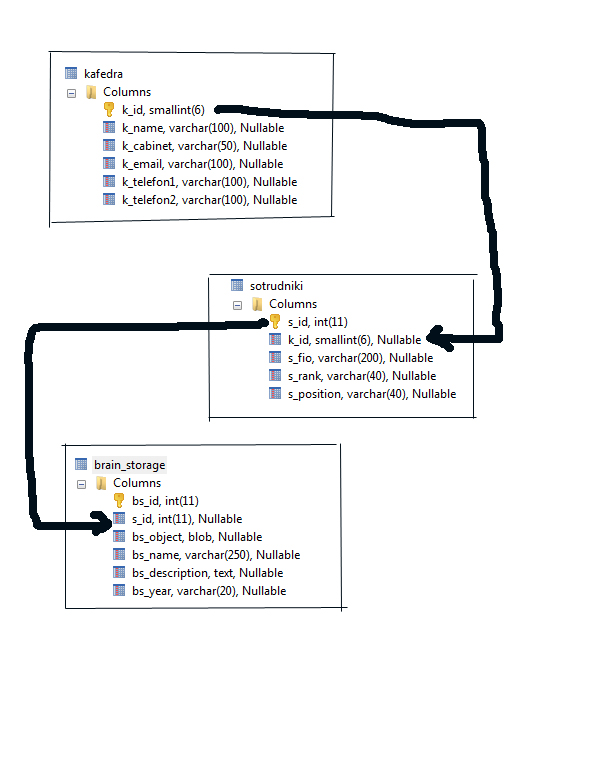 kafedra
Columns
k_id, smallint(6)
k_name, varchar(100), Nullable
k_cabinet, varchar(50), Nullable
k_email, varchar(100), Nullable
k_telefon1, varchar(100), Nullable
k_telefon2, varchar(100), Nullable
sotrudniki
Columns
s_id, int(11)
k_id, smallint(6), Nullable
s_fio, varchar(200), Nullable
s_rank, varchar(40), Nullable
s_position, varchar(40), Nullable
brain_storage
Columns
bs_id, int(11)
s_id, int(11), Nullable
bs_object, blob, Nullable
bs_name, varchar(250), Nullable
bs_description, text, Nullable
bs_year, varchar(20), Nullable